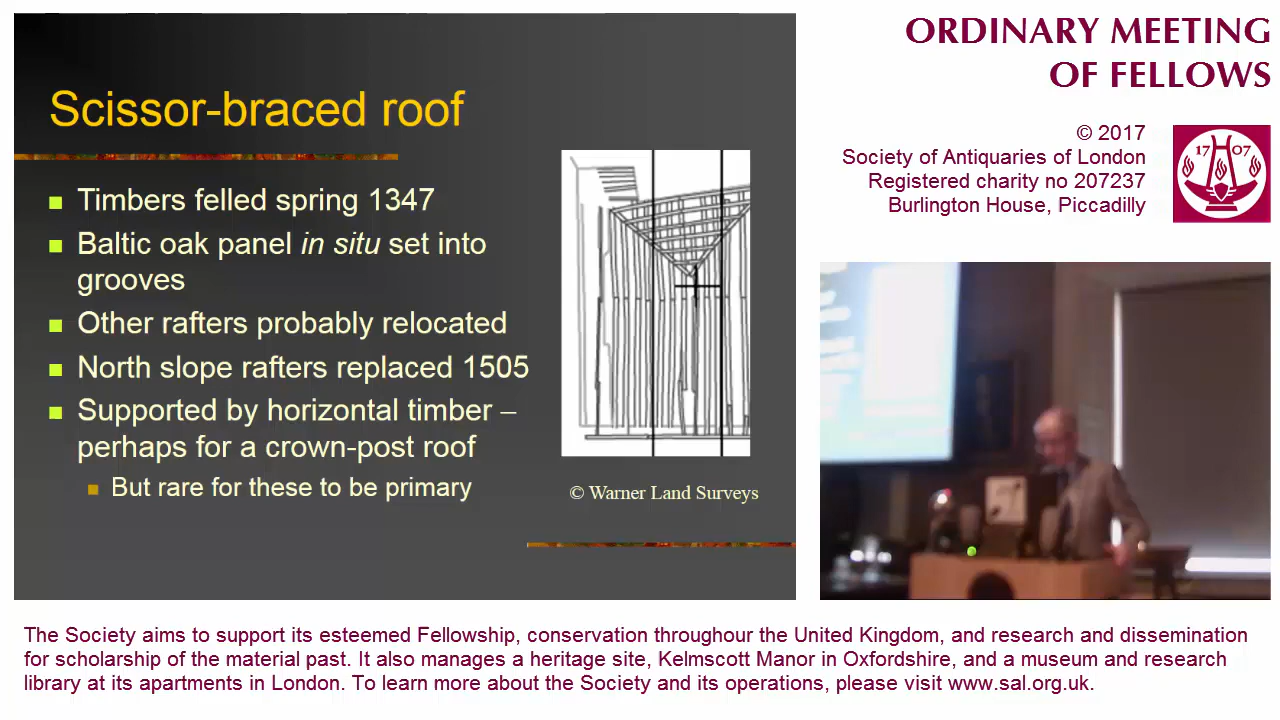 Scissor-braced roof
Timbers felled spring 1347
Baltic oak panel in situ set into
grooves
Other rafters probably relocated
North slope rafters replaced 1505
Supported by horizontal timber –
perhaps for a crown-post roof
But rare for these to be primary
© Warner Land Surveys
ORDINARY MEETING
OF FELLOWS
© 2017
Society of Antiquaries of London
Registered charity no 207237
Burlington House, Piccadilly
17 07
The Society aims to support its esteemed Fellowship, conservation throughour the United Kingdom, and research and dissemination
for scholarship of the material past. It also manages a heritage site, Kelmscott Manor in Oxfordshire, and a museum and research
library at its apartments in London. To learn more about the Society and its operations, please visit www.sal.org.uk.